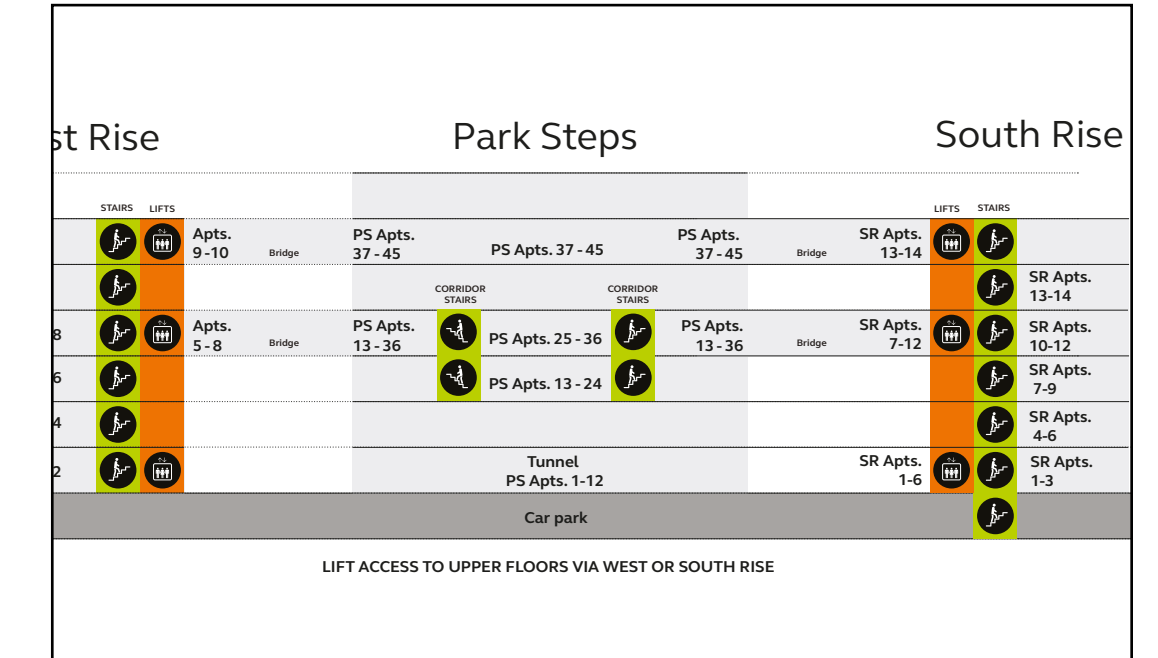 st Rise
Park Steps
South Rise
STAIRS LIFTS
LIFTS STAIRS
Apts.
9-10
Bridge
PS Apts.
37 - 45
PS Apts. 37 - 45
PS Apts.
37 - 45
Bridge
SR Apts.
13-14
CORRIDOR
STAIRS
CORRIDOR
STAIRS
SR Apts.
13-14
8
Apts.
5 - 8
Bridge
PS Apts.
13 - 36
PS Apts. 25 - 36
PS Apts.
13 - 36
Bridge
SR Apts.
7-12
SR Apts.
10-12
6
PS Apts. 13 - 24
SR Apts.
7-9
4
SR Apts.
4-6
2
Tunnel
PS Apts. 1-12
SR Apts.
1-6
SR Apts.
1-3
Car park
LIFT ACCESS TO UPPER FLOORS VIA WEST OR SOUTH RISE